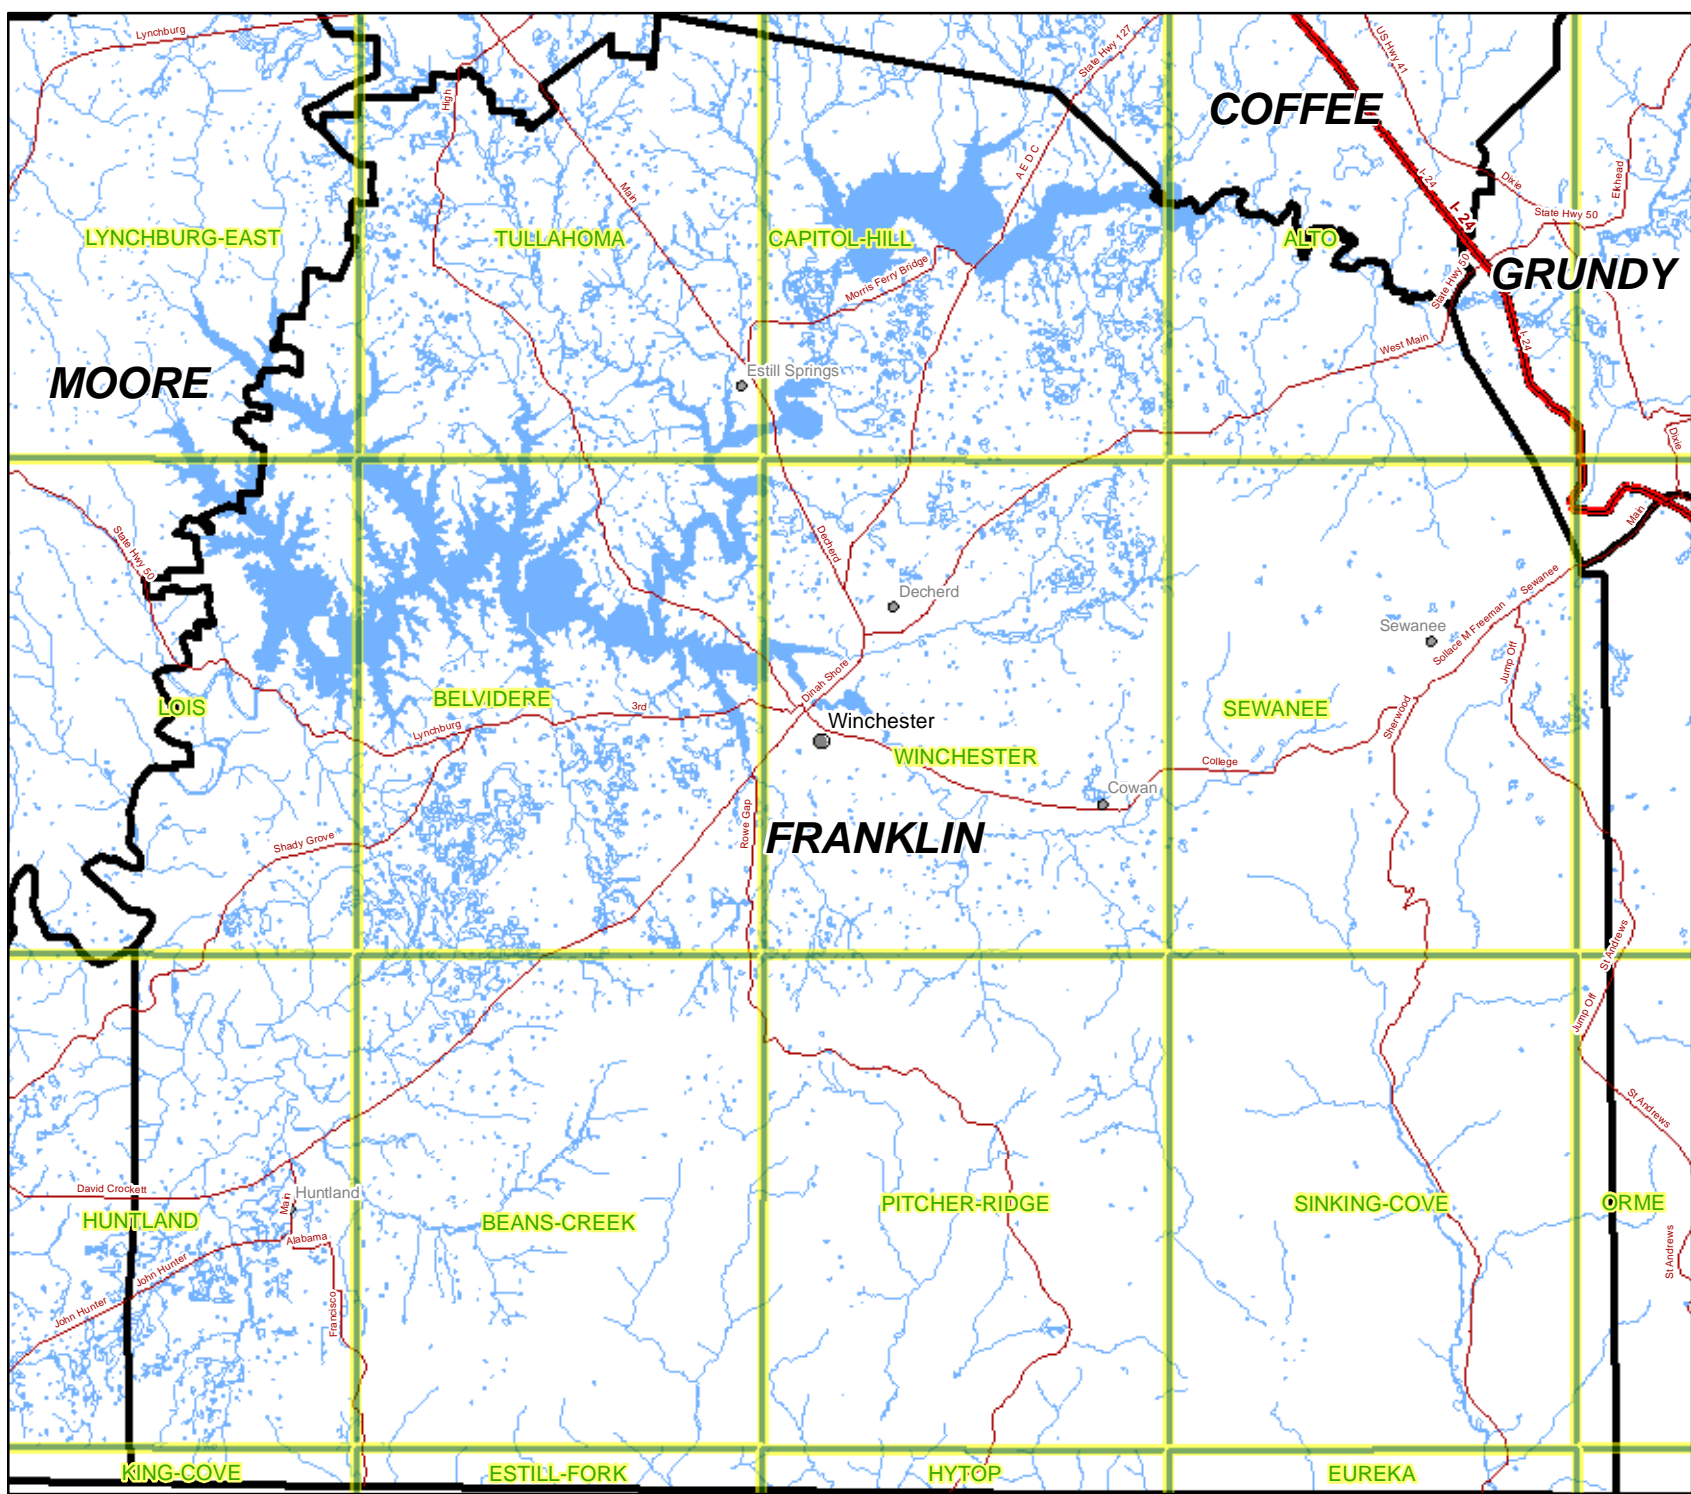 Lynchburg
State Hwy 127
US Hwy 41
COFFEE
High
A E D C
I- 24
Dixie
Elkhead
Main
I- 24
State Hwy 50
LYNCHBURG-EAST
TULLAHOMA
CAPITOL-HILL
ALTO
Morris Ferry Bridge
State Hwy 50
GRUNDY
I- 24
West Main
MOORE
Estill Springs
Dixie
State Hwy 50
Decherd
Main
Decherd
Sewanee
Sewanee
Sollace M Freeman
Jump Off
LOIS
BELVIDERE
Dinah Shore
SEWANEE
3rd
Lynchburg
Winchester
Sherwood
WINCHESTER
College
Cowan
Rowe Gap
FRANKLIN
Shady Grove
St Andrews
Jump Off
St Andrews
David Crockett
Main
Huntland
HUNTLAND
BEANS-CREEK
PITCHER-RIDGE
SINKING-COVE
ORME
Alabama
John Hunter
St Andrews
John Hunter
Francisco
KING-COVE
ESTILL-FORK
HYTOP
EUREKA